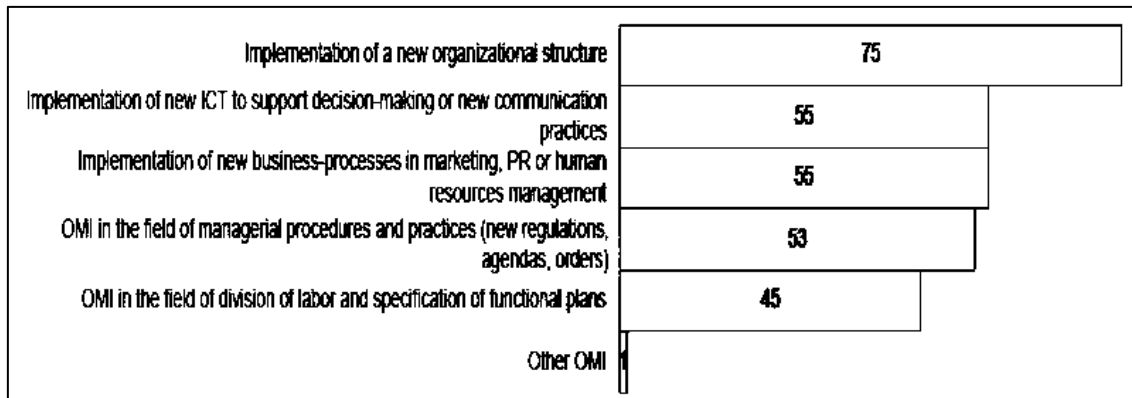 Implementation of a new organizational structure 75
Implementation of new ICT to support decision-making or new communication
practices 55
Implementation of new business-processes in marketing, PR or human
resources management 55
OMI in the field of managerial procedures and practices (new regulations,
agendas, orders) 53
OMI in the field of division of labor and specification of functional plans 45
Other OMI 1